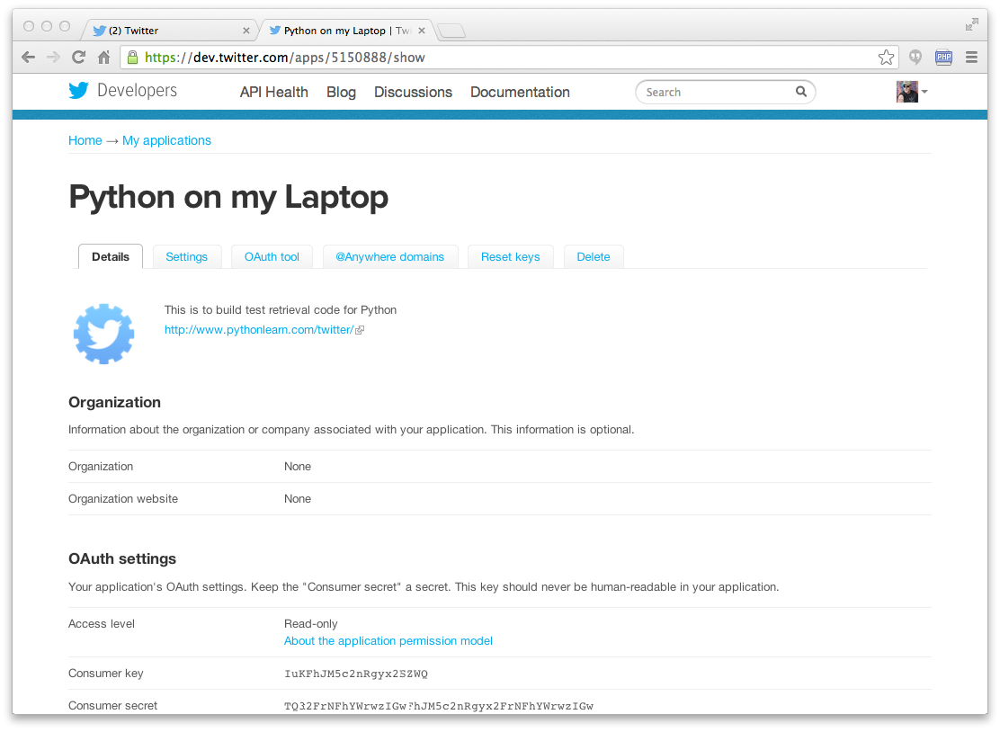 (2) Twitter
Python on my Laptop | Twi
https://dev.twitter.com/apps/5150888/show
PHP
Developers
API Health Blog Discussions Documentation
Search
Home → My applications
Python on my Laptop
Details Settings OAuth tool @Anywhere domains Reset keys Delete
This is to build test retrieval code for Python
http://www.pythonlearn.com/twitter/
Organization
Information about the organization or company associated with your application. This information is optional.
Organization None
Organization website None
OAuth settings
Your application's OAuth settings. Keep the "Consumer secret" a secret. This key should never be human-readable in your application.
Access level Read-only
About the application permission model
Consumer key IuKFhJM5c2nRgyx2SZWQ
Consumer secret TQ32FrNFhYWrwzIGwFhJM5c2nRgyx2FrNFhYWrwzIGw